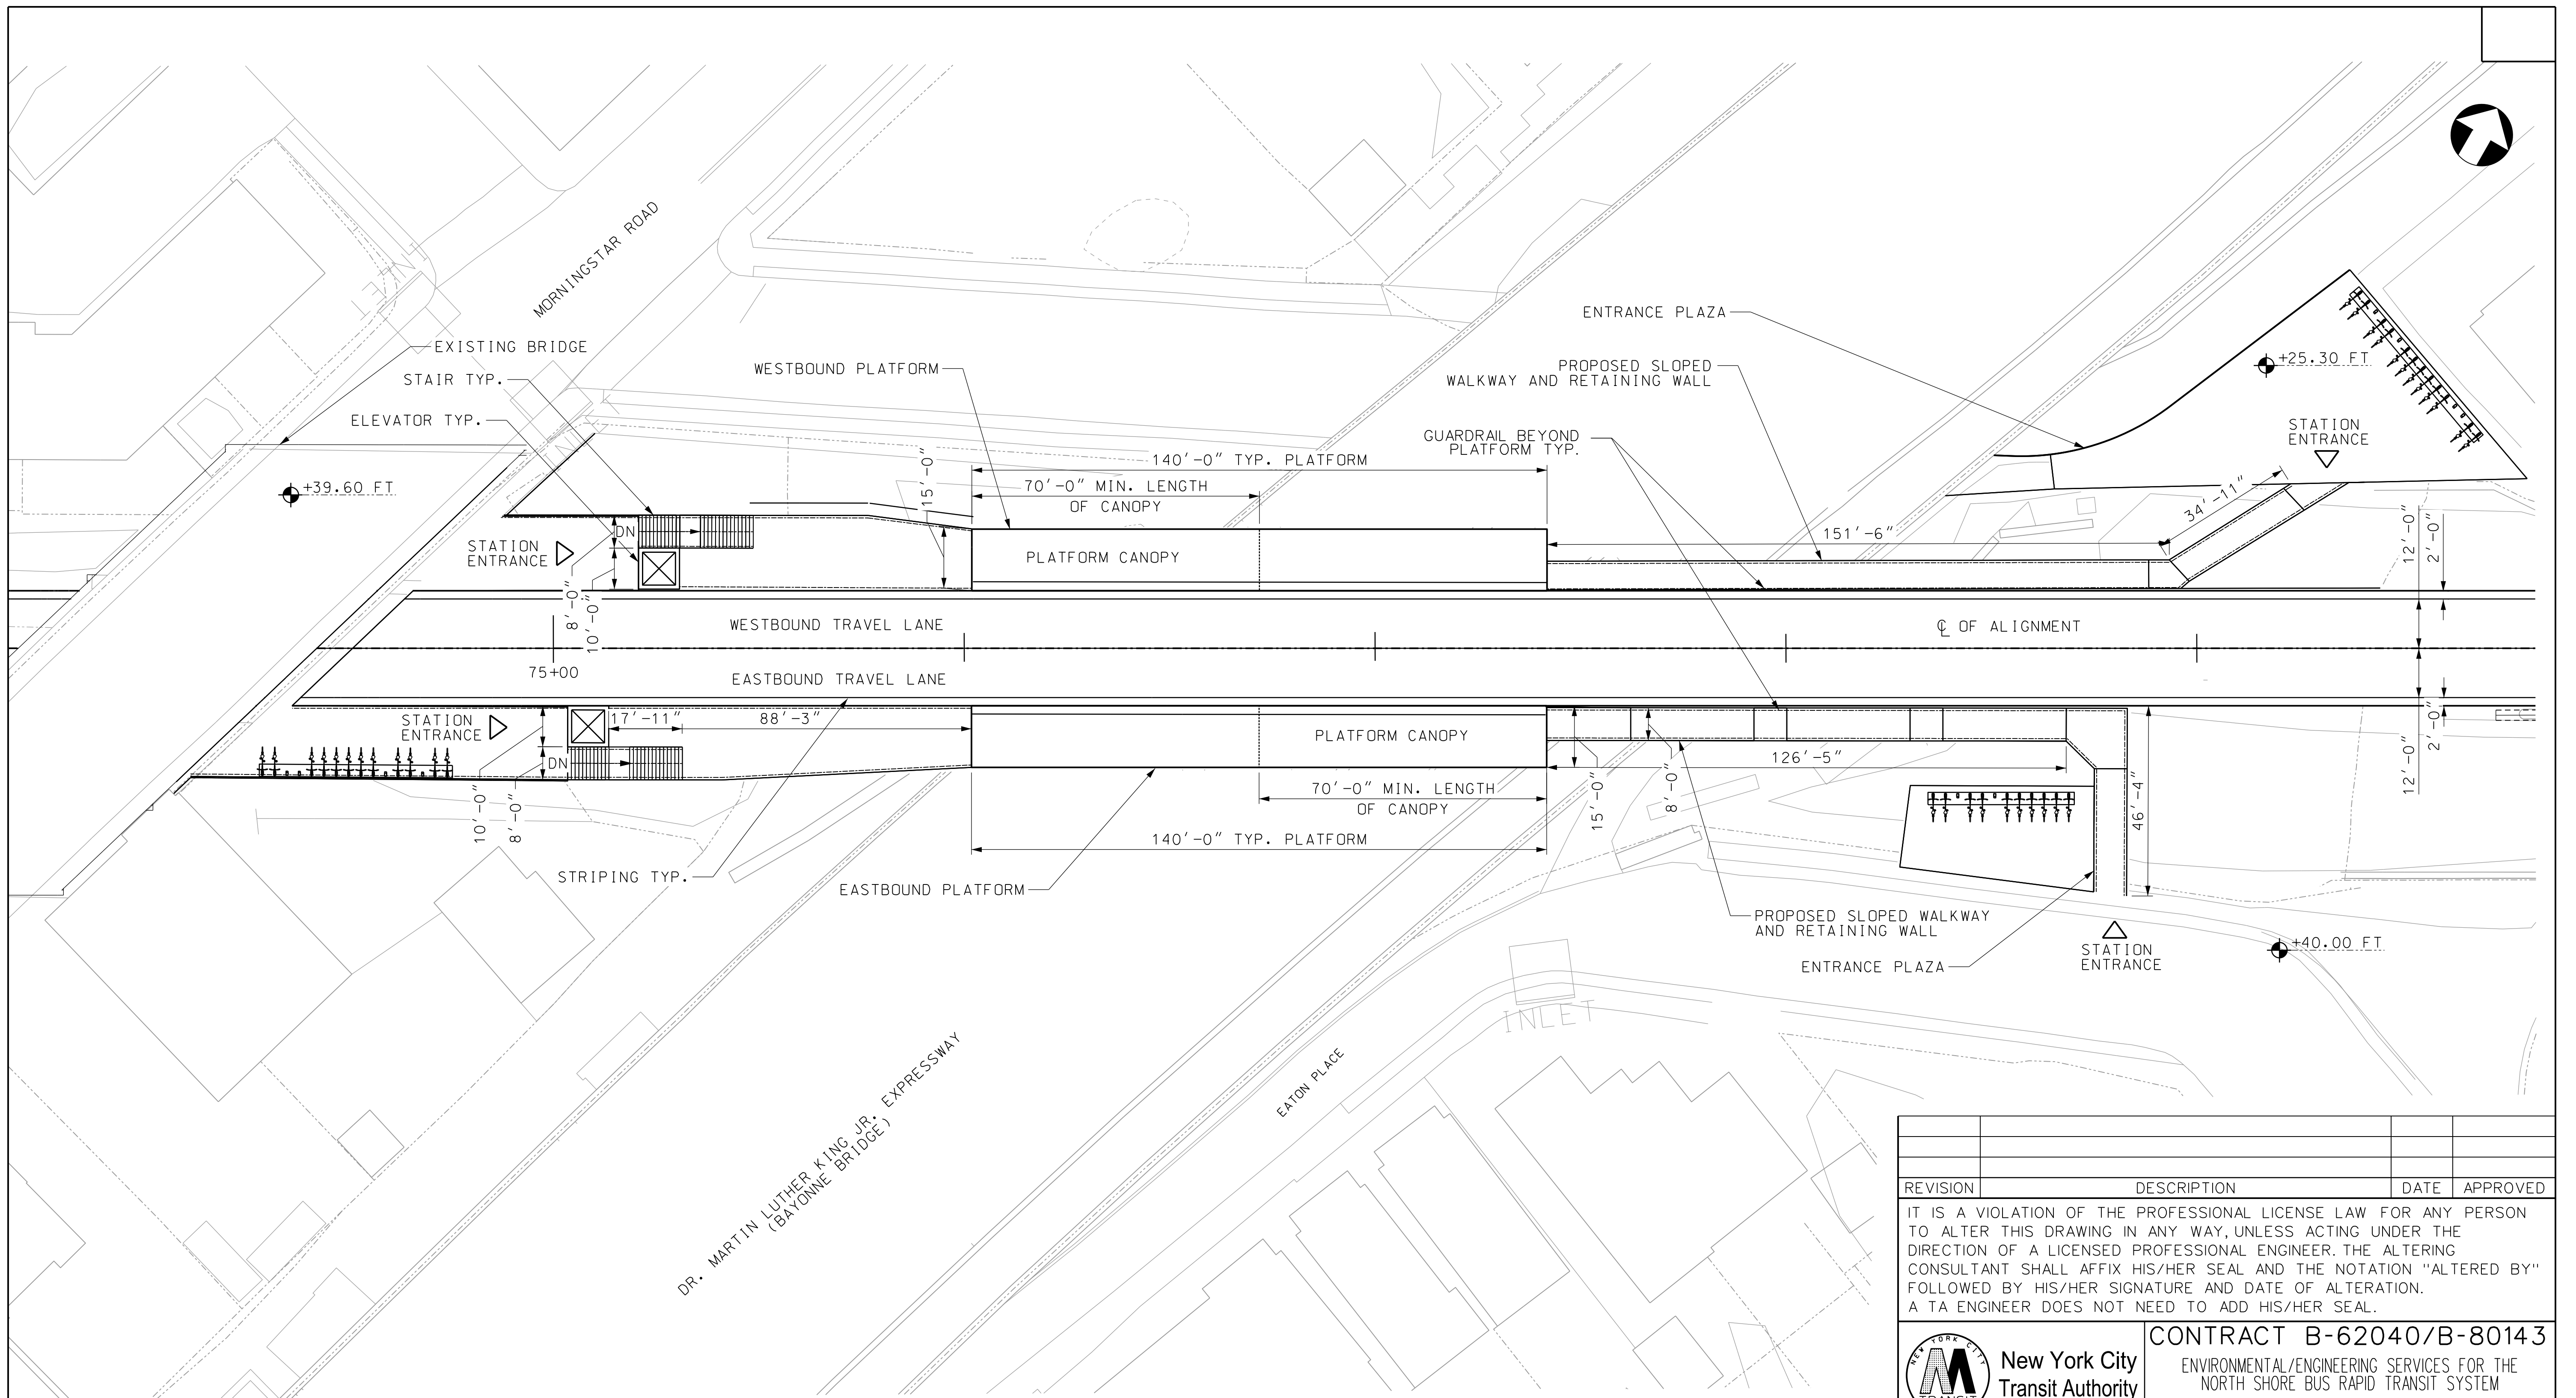 MORNINGSTAR ROAD
EXISTING BRIDGE
STAIR TYP.
ELEVATOR TYP.
+39.60 FT
STATION
ENTRANCE
DN
8'-0"
10'-0"
WESTBOUND PLATFORM
15'-0"
140'-0" TYP. PLATFORM
70'-0" MIN. LENGTH
OF CANOPY
PLATFORM CANOPY
ENTRANCE PLAZA
PROPOSED SLOPED
WALKWAY AND RETAINING WALL
GUARDRAIL BEYOND
PLATFORM TYP.
151'-6"
34'-11"
+25.30 FT
STATION
ENTRANCE
12'-0"
2'-0"
WESTBOUND TRAVEL LANE
℄ OF ALIGNMENT
75+00
EASTBOUND TRAVEL LANE
STATION
ENTRANCE
17'-11"
88'-3"
DN
10'-0"
8'-0"
PLATFORM CANOPY
70'-0" MIN. LENGTH
OF CANOPY
140'-0" TYP. PLATFORM
STRIPING TYP.
EASTBOUND PLATFORM
15'-0"
8'-0"
126'-5"
46'-4"
12'-0"
2'-0"
PROPOSED SLOPED WALKWAY
AND RETAINING WALL
ENTRANCE PLAZA
STATION
ENTRANCE
+40.00 FT
INLET
EATON PLACE
DR. MARTIN LUTHER KING JR. EXPRESSWAY
(BAYONNE BRIDGE)
REVISION DESCRIPTION DATE APPROVED
IT IS A VIOLATION OF THE PROFESSIONAL LICENSE LAW FOR ANY PERSON
TO ALTER THIS DRAWING IN ANY WAY, UNLESS ACTING UNDER THE
DIRECTION OF A LICENSED PROFESSIONAL ENGINEER. THE ALTERING
CONSULTANT SHALL AFFIX HIS/HER SEAL AND THE NOTATION "ALTERED BY"
FOLLOWED BY HIS/HER SIGNATURE AND DATE OF ALTERATION.
A TA ENGINEER DOES NOT NEED TO ADD HIS/HER SEAL.
NEW YORK CITY
TRANSIT
New York City
Transit Authority
CONTRACT B-62040/B-80143
ENVIRONMENTAL/ENGINEERING SERVICES FOR THE
NORTH SHORE BUS RAPID TRANSIT SYSTEM